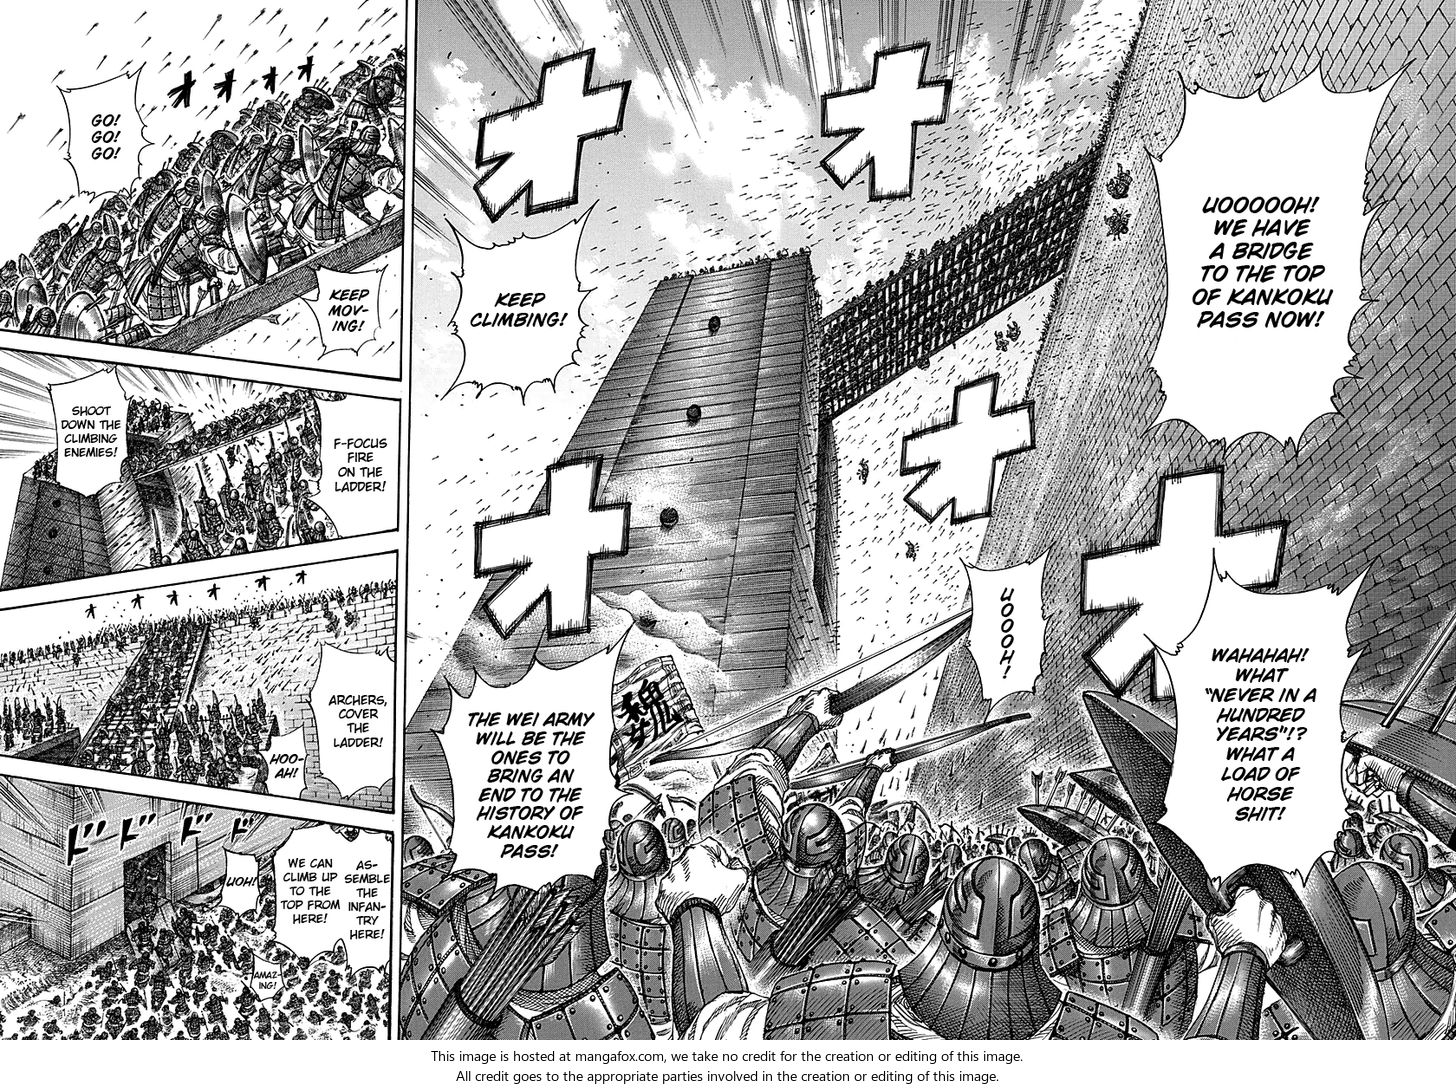 UOOOOOH!
WE HAVE
A BRIDGE
TO THE TOP
OF KANKOKU
PASS NOW!
オ
オ
KEEP
CLIMBING!
オ
オ
オ
UOOOH!
WAHAHAH!
WHAT
"NEVER IN A
HUNDRED
YEARS"!?
WHAT A
LOAD OF
HORSE
SHIT!
魏
THE WEI ARMY
WILL BE THE
ONES TO
BRING AN
END TO THE
HISTORY OF
KANKOKU
PASS!
オオオオ
GO!
GO!
GO!
KEEP
MOV-
ING!
F-FOCUS
FIRE
ON THE
LADDER!
SHOOT
DOWN THE
CLIMBING
ENEMIES!
オオオオオオ
ARCHERS,
COVER
THE
LADDER!
HOO-
AH!
ドドドド
AS-
SEMBLE
THE
INFAN-
TRY
HERE!
WE CAN
CLIMB UP
TO THE
TOP FROM
HERE!
UOH!
AMAZ-
ING!
This image is hosted at mangafox.com, we take no credit for the creation or editing of this image.
All credit goes to the appropriate parties involved in the creation or editing of this image.